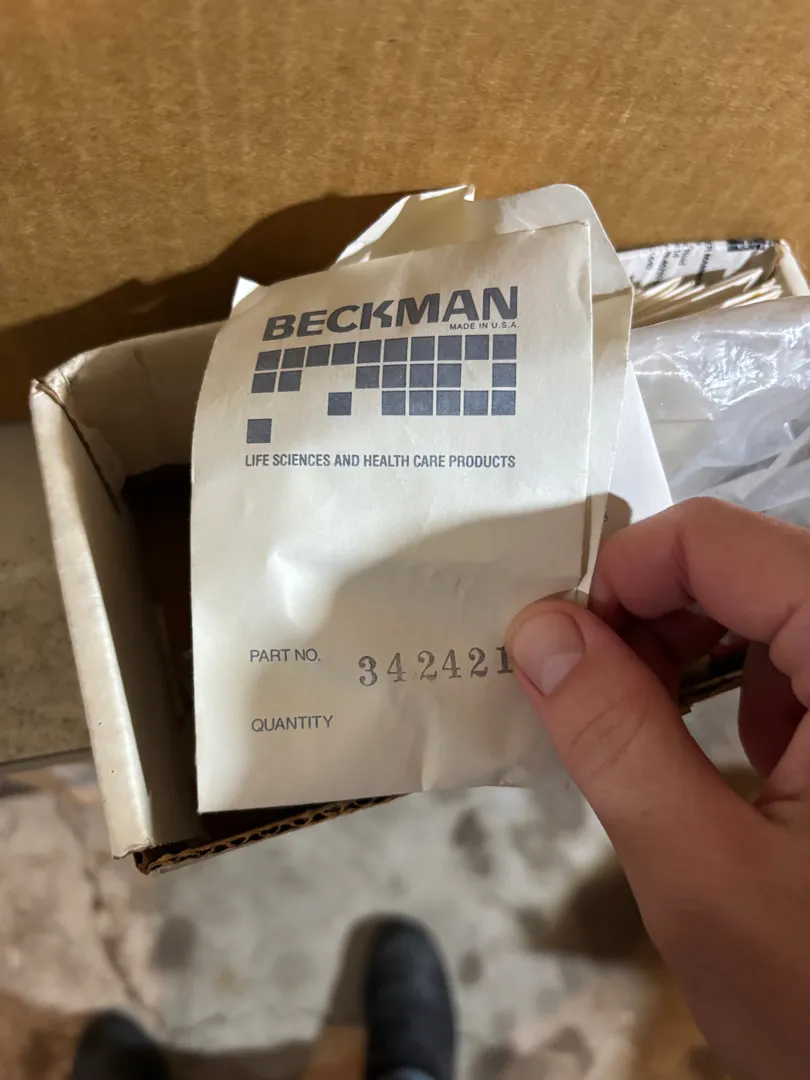 BECKMAN
MADE IN U.S.A.
LIFE SCIENCES AND HEALTH CARE PRODUCTS
PART NO. 342421
QUANTITY